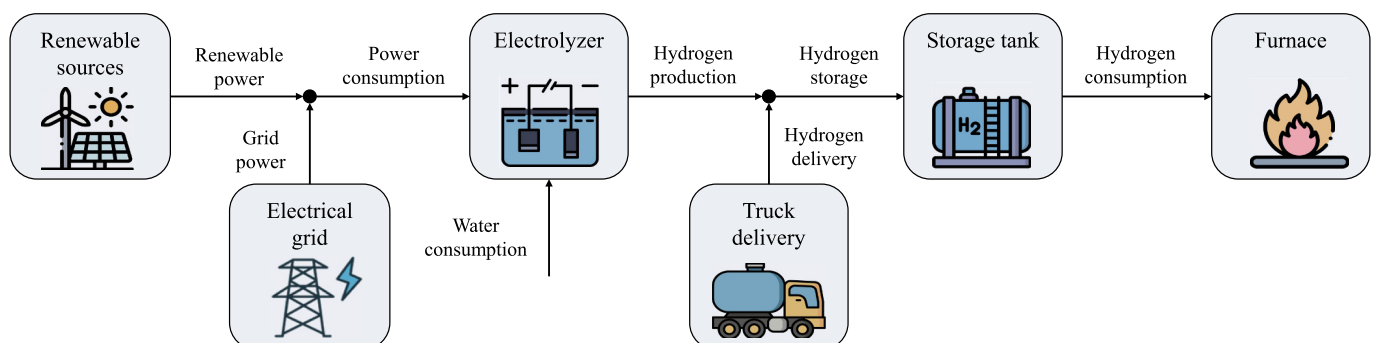 Renewable
sources
Renewable
power
Grid
power
Electrical
grid
Power
consumption
Electrolyzer
+ −
Water
consumption
Hydrogen
production
Hydrogen
storage
Hydrogen
delivery
Truck
delivery
Storage tank
H2
Hydrogen
consumption
Furnace